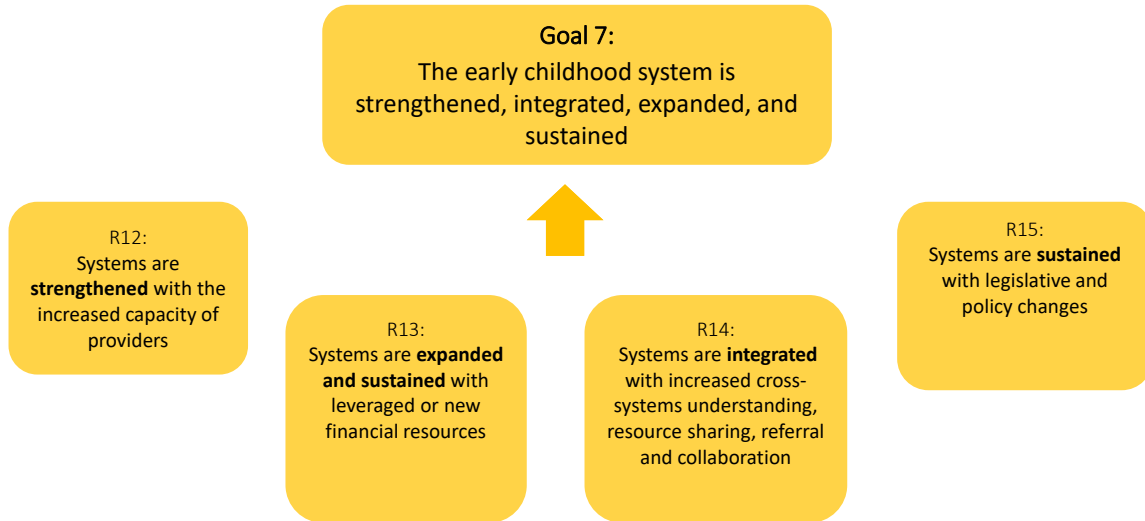 Goal 7:
The early childhood system is
strengthened, integrated, expanded, and
sustained
R12:
Systems are
strengthened with the
increased capacity of
providers
R13:
Systems are expanded
and sustained with
leveraged or new
financial resources
R14:
Systems are integrated
with increased cross-
systems understanding,
resource sharing, referral
and collaboration
R15:
Systems are sustained
with legislative and
policy changes